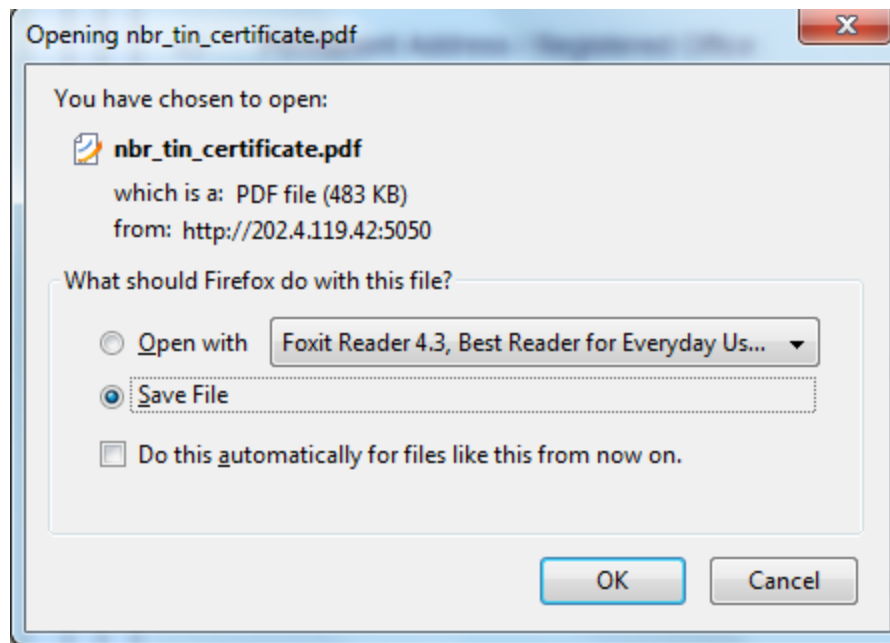 Opening nbr_tin_certificate.pdf
You have chosen to open:
nbr_tin_certificate.pdf
which is a: PDF file (483 KB)
from: http://202.4.119.42:5050
What should Firefox do with this file?
Open with
Foxit Reader 4.3, Best Reader for Everyday Us...
Save File
Do this automatically for files like this from now on.
OK
Cancel